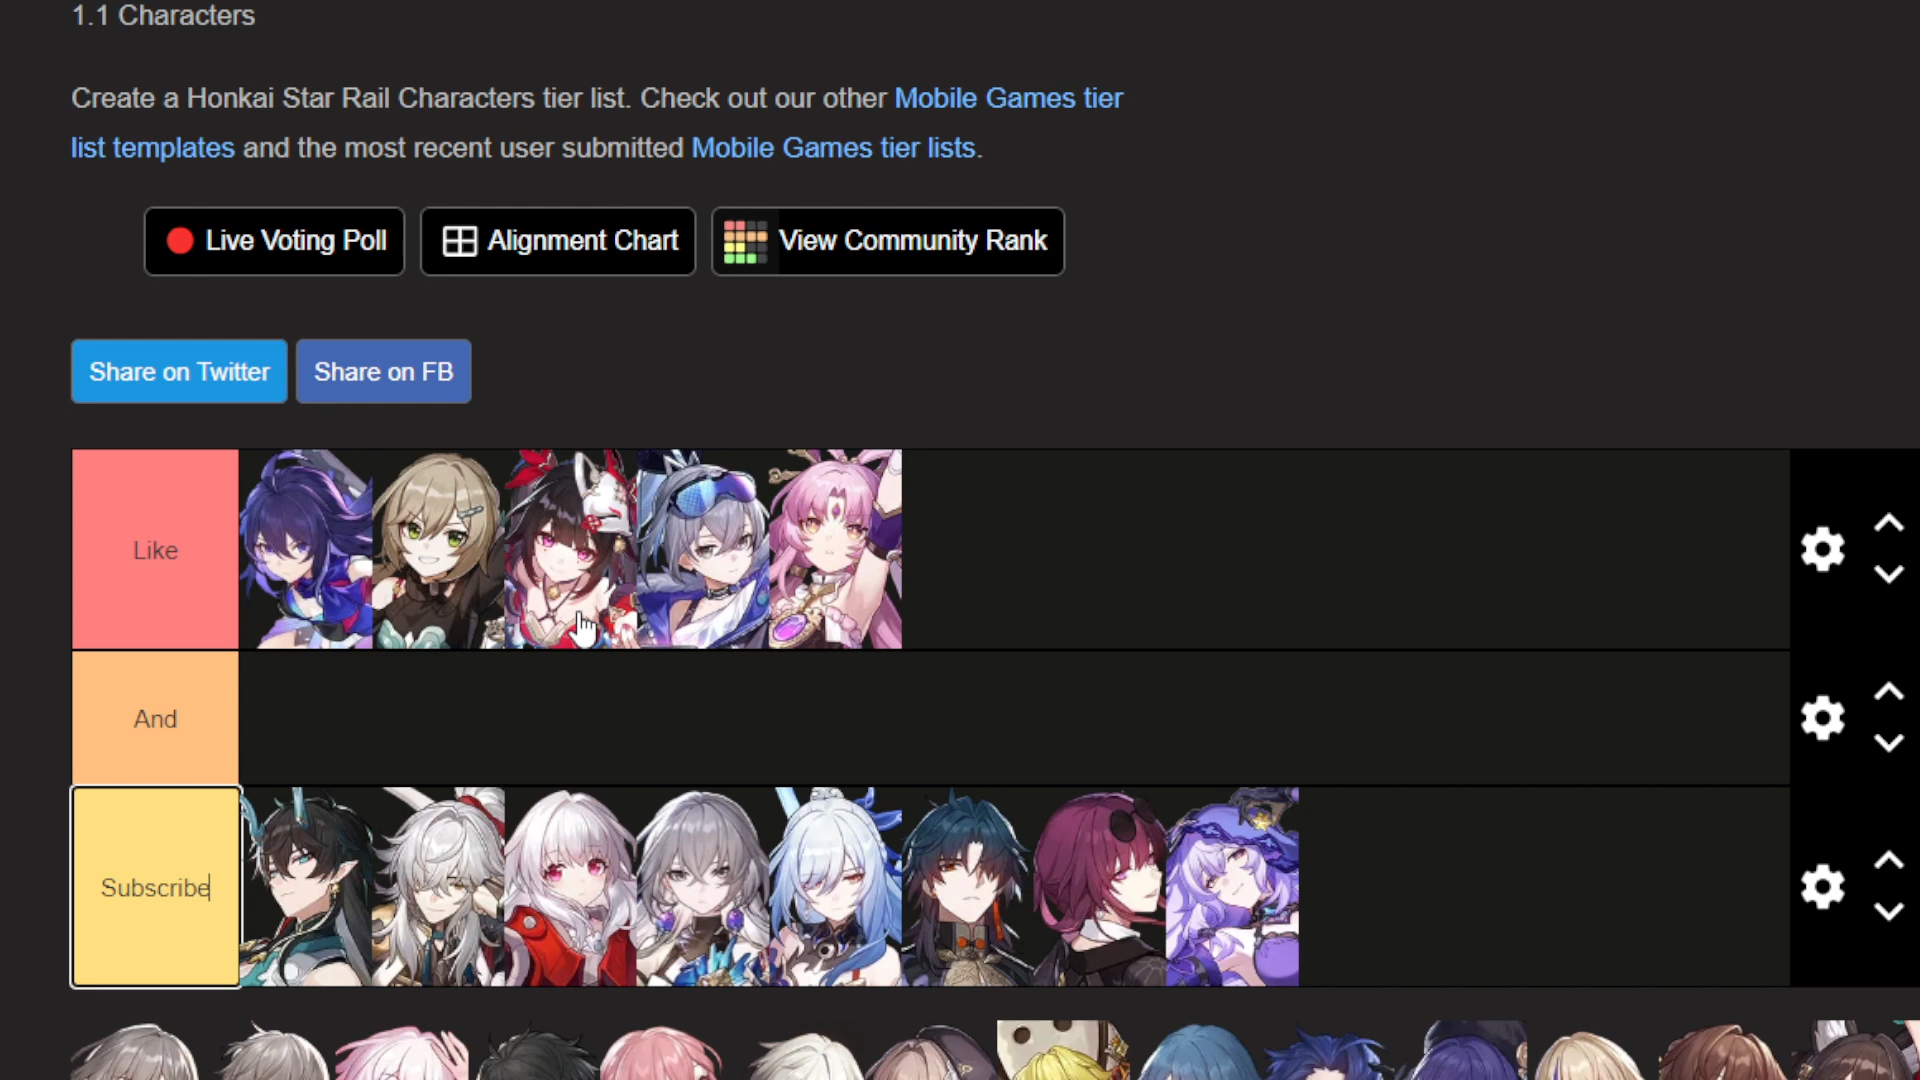 1.1 Characters
Create a Honkai Star Rail Characters tier list. Check out our other Mobile Games tier
list templates and the most recent user submitted Mobile Games tier lists.
Live Voting Poll
Alignment Chart
View Community Rank
Share on Twitter
Share on FB
Like
And
Subscribe